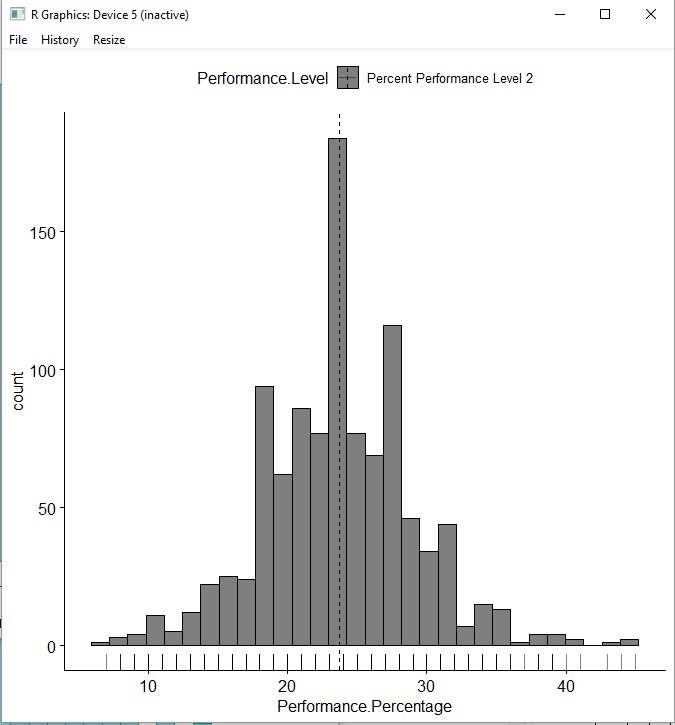 R Graphics: Device 5 (inactive)
File History Resize
Performance.Level Percent Performance Level 2
150
100
50
0
count
10 20 30 40
Performance.Percentage